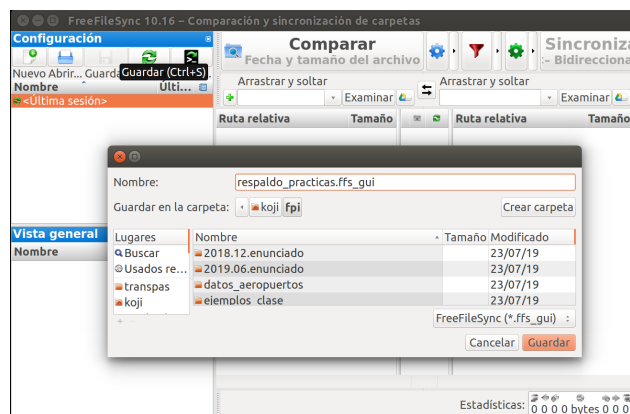 FreeFileSync 10.16 – Comparación y sincronización de carpetas
Configuración
Nuevo Abrir... Guarda
Guardar (Ctrl+S)
Nombre Últi...
<Última sesión>
Comparar
Fecha y tamaño del archivo
Sincroniza
:- Bidirecciona
Arrastrar y soltar
Examinar
Arrastrar y soltar
Examinar
Ruta relativa Tamaño
Ruta relativa Tamaño
Nombre: respaldo_practicas.ffs_gui
Guardar en la carpeta: koji fpi Crear carpeta
Lugares Nombre Tamaño Modificado
Buscar 2018.12.enunciado 23/07/19
Usados re... 2019.06.enunciado 23/07/19
transpas datos_aeropuertos 23/07/19
koji ejemplos_clase 23/07/19
FreeFileSync (*.ffs_gui)
Cancelar Guardar
Vista general
Nombre
Estadísticas: 0 0 0 0 bytes 0 0 0